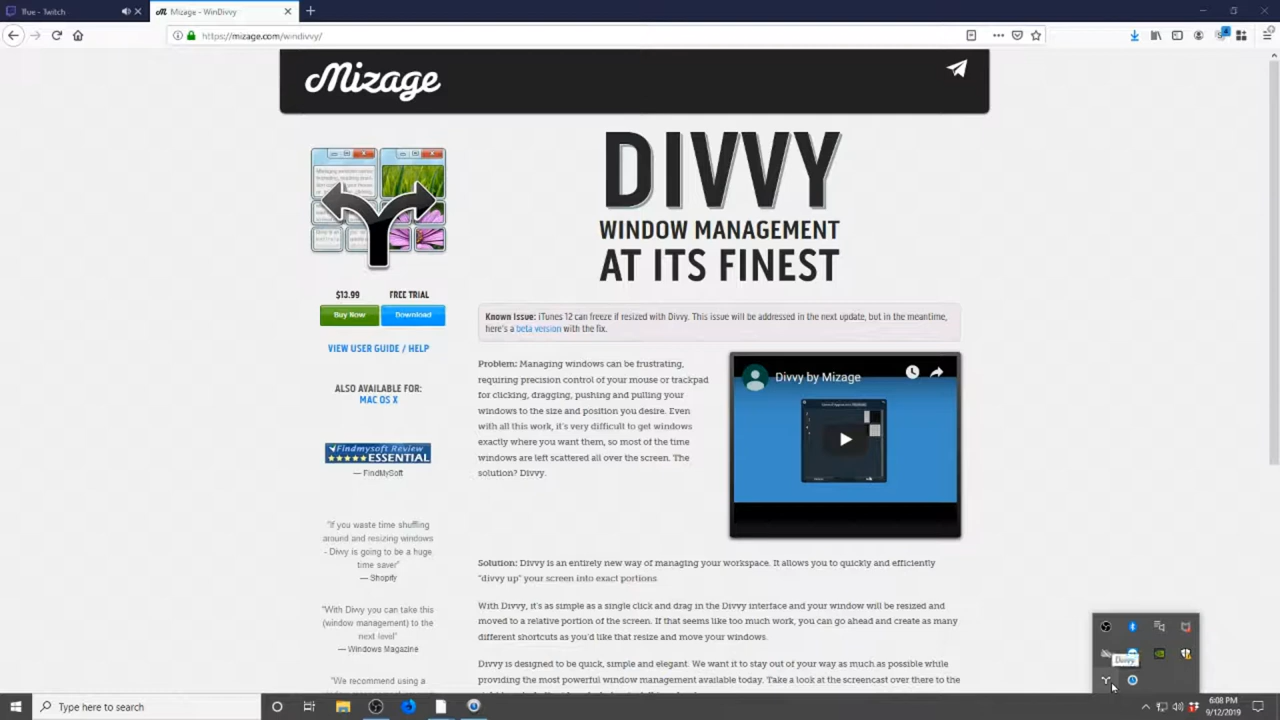 Blue - Twitch
Mizage - WinDivvy
https://mizage.com/windivvy/
Mizage
DIVVY
WINDOW MANAGEMENT
AT ITS FINEST
$13.99 FREE TRIAL
Buy Now Download
VIEW USER GUIDE / HELP
ALSO AVAILABLE FOR:
MAC OS X
Findmysoft Review
ESSENTIAL
— FindMySoft
"If you waste time shuffling
around and resizing windows
- Divvy is going to be a huge
time saver"
— Shopify
"With Divvy you can take this
(window management) to the
next level"
— Windows Magazine
"We recommend using a
Known Issue: iTunes 12 can freeze if resized with Divvy. This issue will be addressed in the next update, but in the meantime,
here's a beta version with the fix.
Problem: Managing windows can be frustrating,
requiring precision control of your mouse or trackpad
for clicking, dragging, pushing and pulling your
windows to the size and position you desire. Even
with all this work, it's very difficult to get windows
exactly where you want them, so most of the time
windows are left scattered all over the screen. The
solution? Divvy.
Divvy by Mizage
Solution: Divvy is an entirely new way of managing your workspace. It allows you to quickly and efficiently
"divvy up" your screen into exact portions.
With Divvy, it's as simple as a single click and drag in the Divvy interface and your window will be resized and
moved to a relative portion of the screen. If that seems like too much work, you can go ahead and create as many
different shortcuts as you'd like that resize and move your windows.
Divvy is designed to be quick, simple and elegant. We want it to stay out of your way as much as possible while
providing the most powerful window management available today. Take a look at the screencast over there to the
Divvy
Type here to search
6:08 PM
9/12/2019